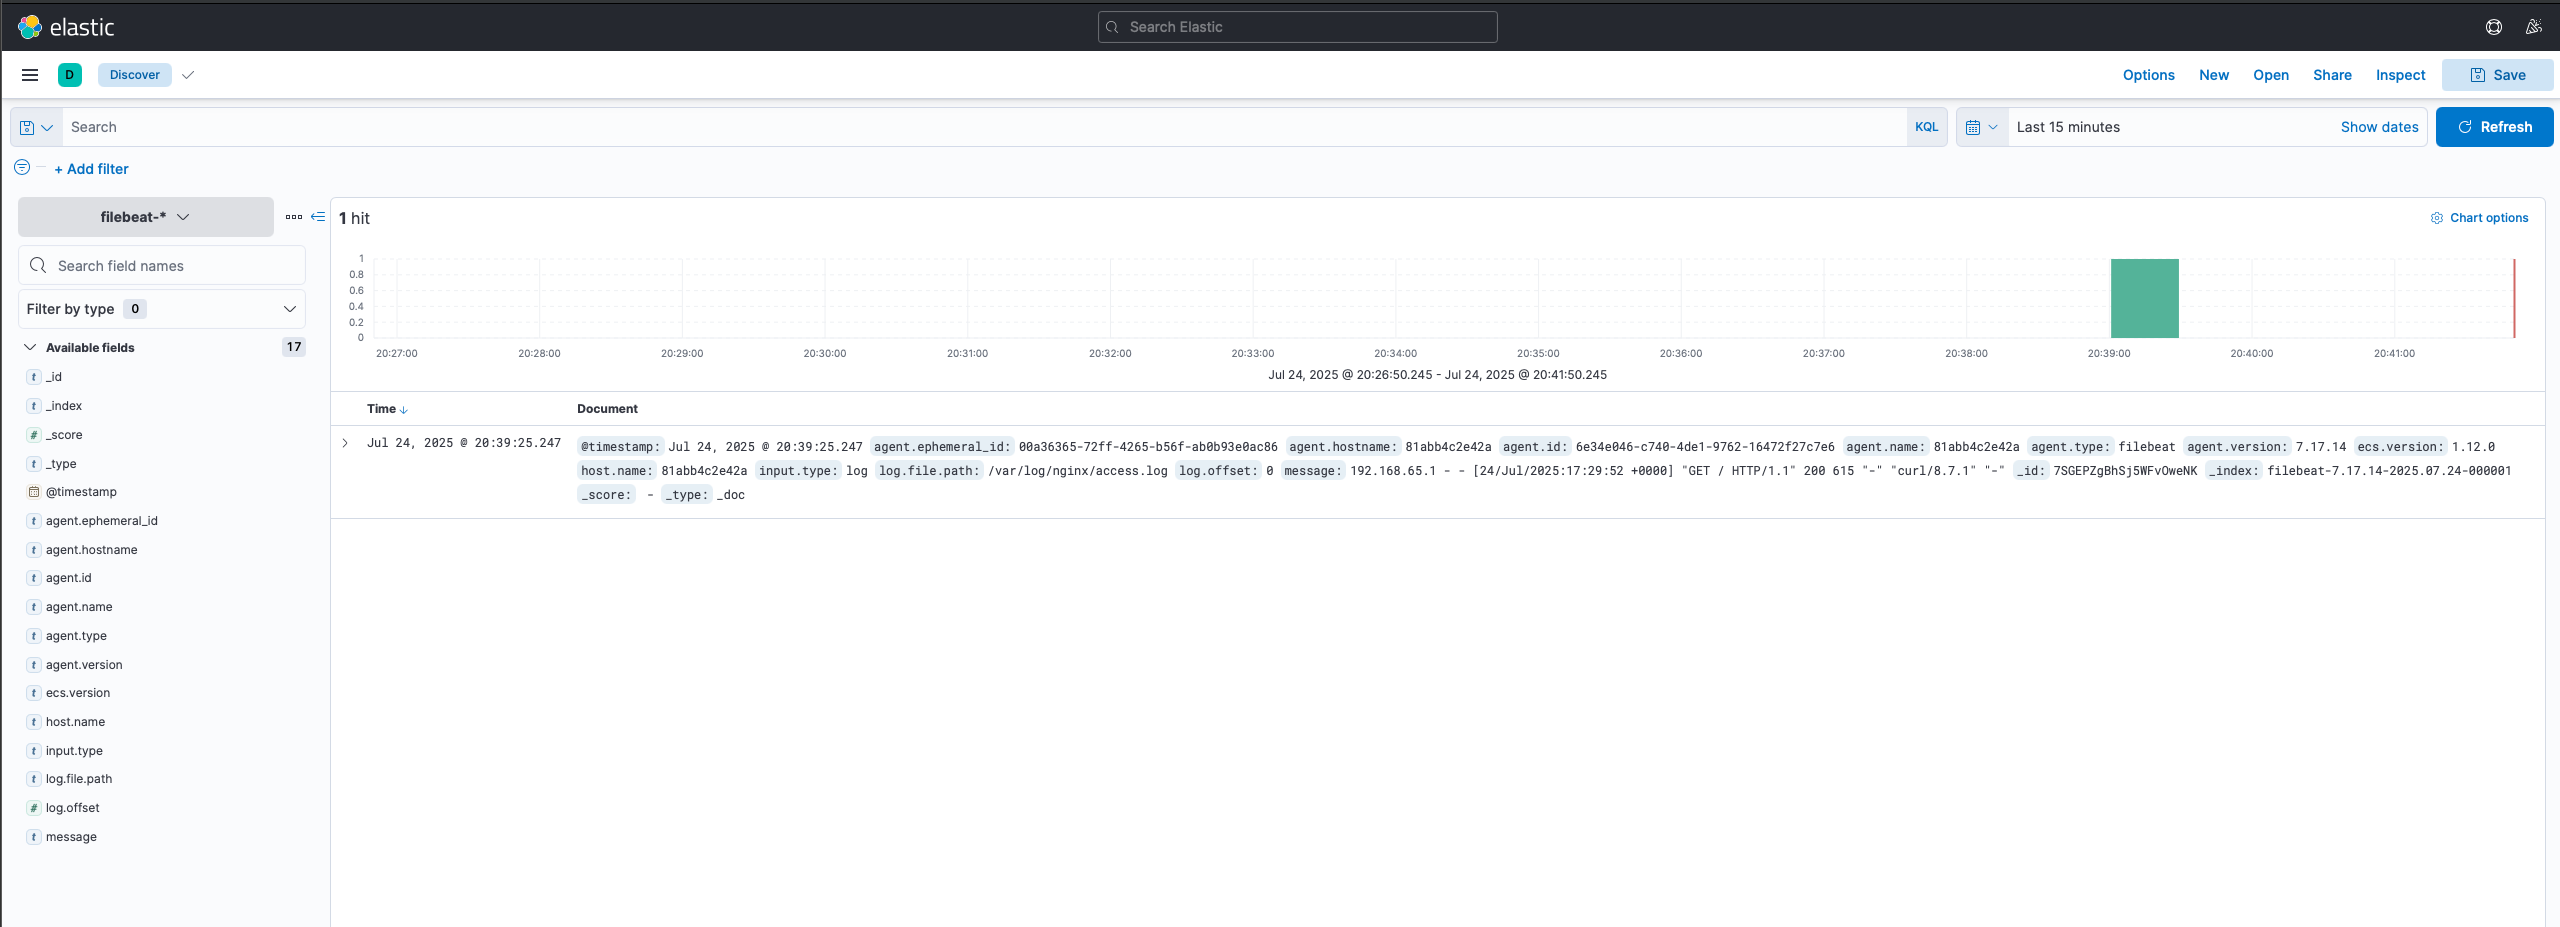 elastic
Search Elastic
D Discover Options New Open Share Inspect Save
Search KQL Last 15 minutes Show dates Refresh
+ Add filter
filebeat-*
Search field names
Filter by type 0
Available fields 17
t _id
t _index
# _score
t _type
@timestamp
t agent.ephemeral_id
t agent.hostname
t agent.id
t agent.name
t agent.type
t agent.version
t ecs.version
t host.name
t input.type
t log.file.path
# log.offset
t message
1 hit Chart options
1
0.8
0.6
0.4
0.2
0
20:27:00 20:28:00 20:29:00 20:30:00 20:31:00 20:32:00 20:33:00 20:34:00 20:35:00 20:36:00 20:37:00 20:38:00 20:39:00 20:40:00 20:41:00
Jul 24, 2025 @ 20:26:50.245 - Jul 24, 2025 @ 20:41:50.245
Time Document
Jul 24, 2025 @ 20:39:25.247 @timestamp: Jul 24, 2025 @ 20:39:25.247 agent.ephemeral_id: 00a36365-72ff-4265-b56f-ab0b93e0ac86 agent.hostname: 81abb4c2e42a agent.id: 6e34e046-c740-4de1-9762-16472f27c7e6 agent.name: 81abb4c2e42a agent.type: filebeat agent.version: 7.17.14 ecs.version: 1.12.0
host.name: 81abb4c2e42a input.type: log log.file.path: /var/log/nginx/access.log log.offset: 0 message: 192.168.65.1 - - [24/Jul/2025:17:29:52 +0000] "GET / HTTP/1.1" 200 615 "-" "curl/8.7.1" "-" _id: 7SGEPZgBhSj5WFvOweNK _index: filebeat-7.17.14-2025.07.24-000001
_score: - _type: _doc